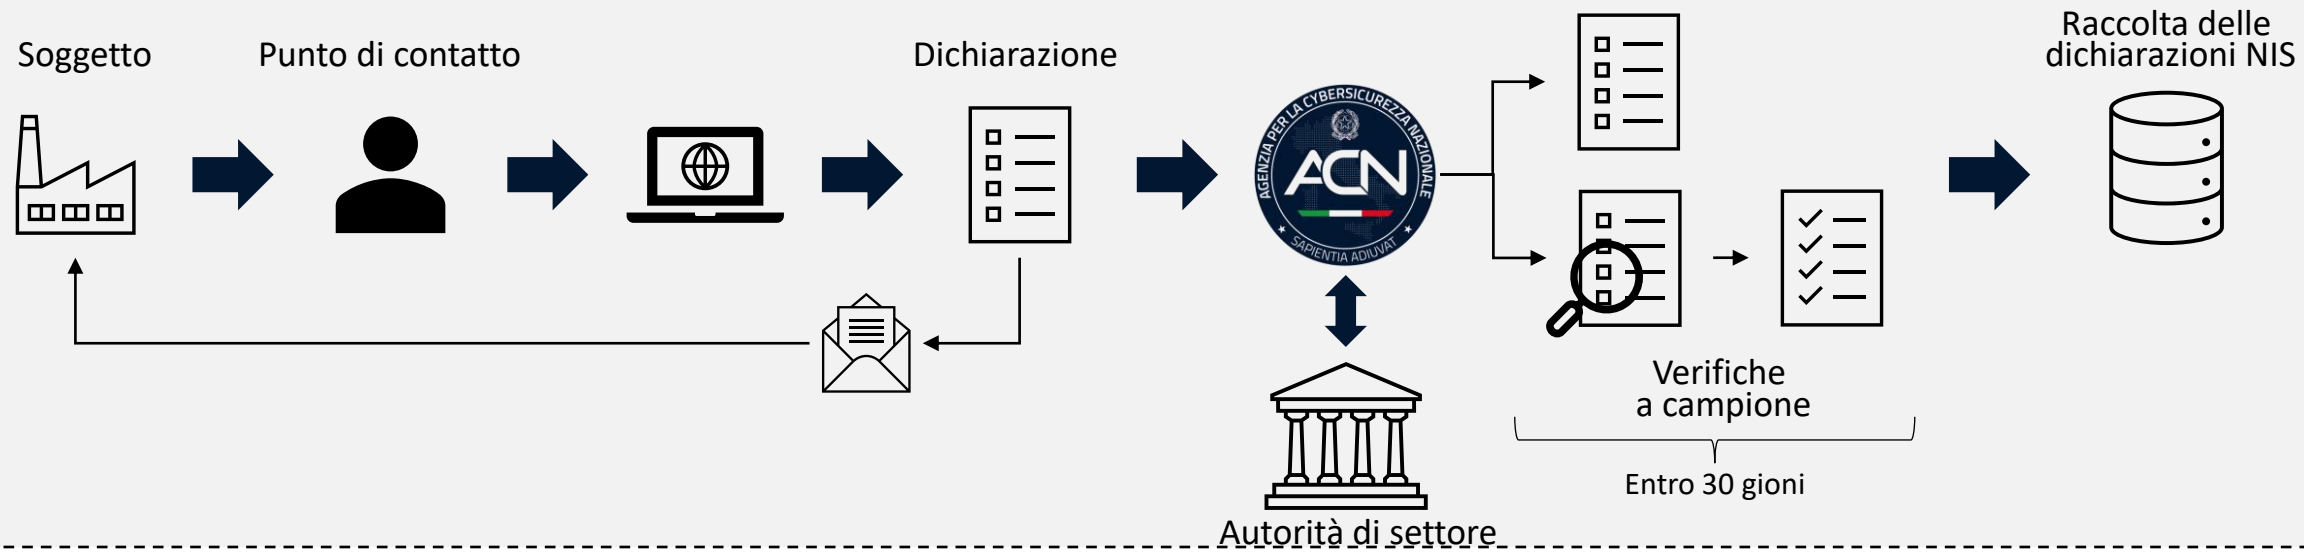 Soggetto
Punto di contatto
Dichiarazione
AGENZIA PER LA CYBERSICUREZZA NAZIONALE
ACN
SAPIENTIA ADIUVAT
Autorità di settore
Verifiche
a campione
Entro 30 gioni
Raccolta delle
dichiarazioni NIS